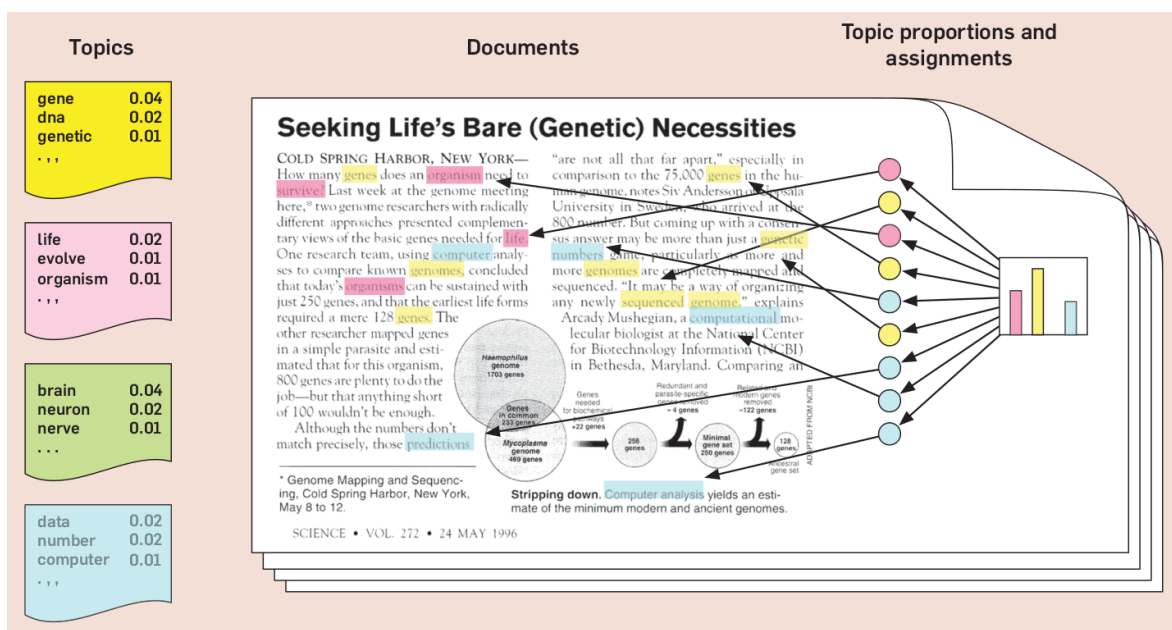 Topics
Documents
Topic proportions and
assignments
gene 0.04
dna 0.02
genetic 0.01
. , ,
life 0.02
evolve 0.01
organism 0.01
. , ,
brain 0.04
neuron 0.02
nerve 0.01
. . .
data 0.02
number 0.02
computer 0.01
. , ,
Seeking Life's Bare (Genetic) Necessities
COLD SPRING HARBOR, NEW YORK—
How many genes does an organism need to
survive? Last week at the genome meeting
here,* two genome researchers with radically
different approaches presented complemen-
tary views of the basic genes needed for life.
One research team, using computer analy-
ses to compare known genomes, concluded
that today's organisms can be sustained with
just 250 genes, and that the earliest life forms
required a mere 128 genes. The
other researcher mapped genes
in a simple parasite and esti-
mated that for this organism,
800 genes are plenty to do the
job—but that anything short
of 100 wouldn't be enough.
Although the numbers don't
match precisely, those predictions
* Genome Mapping and Sequenc-
ing, Cold Spring Harbor, New York,
May 8 to 12.
"are not all that far apart," especially in
comparison to the 75,000 genes in the hu-
man genome, notes Siv Andersson of Uppsala
University in Sweden, who arrived at the
800 number. But coming up with a consen-
sus answer may be more than just a genetic
numbers game, particularly as more and
more genomes are completely mapped and
sequenced. "It may be a way of organizing
any newly sequenced genome," explains
Arcady Mushegian, a computational mo-
lecular biologist at the National Center
for Biotechnology Information (NCBI)
in Bethesda, Maryland. Comparing an
Haemophilus
genome
1703 genes
Genes
in common
233 genes
Mycoplasma
genome
469 genes
Genes
needed
for biochemical
pathways
+22 genes
256
genes
Redundant and
parasite-specific
genes removed
– 4 genes
Minimal
gene set
250 genes
Related and
modern genes
removed
–122 genes
128
genes
Ancestral
gene set
ADAPTED FROM NCBI
Stripping down. Computer analysis yields an esti-
mate of the minimum modern and ancient genomes.
SCIENCE • VOL. 272 • 24 MAY 1996